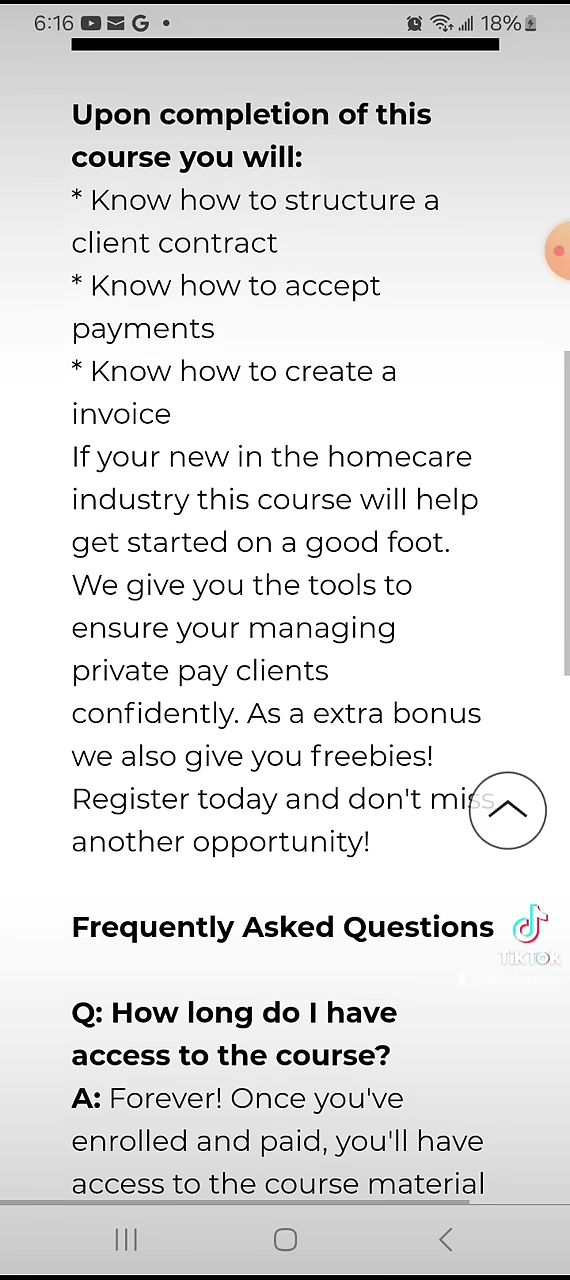 6:16 G 18%
Upon completion of this
course you will:
* Know how to structure a
client contract
* Know how to accept
payments
* Know how to create a
invoice
If your new in the homecare
industry this course will help
get started on a good foot.
We give you the tools to
ensure your managing
private pay clients
confidently. As a extra bonus
we also give you freebies!
Register today and don't miss
another opportunity!
Frequently Asked Questions
TikTok
Q: How long do I have
access to the course?
A: Forever! Once you've
enrolled and paid, you'll have
access to the course material